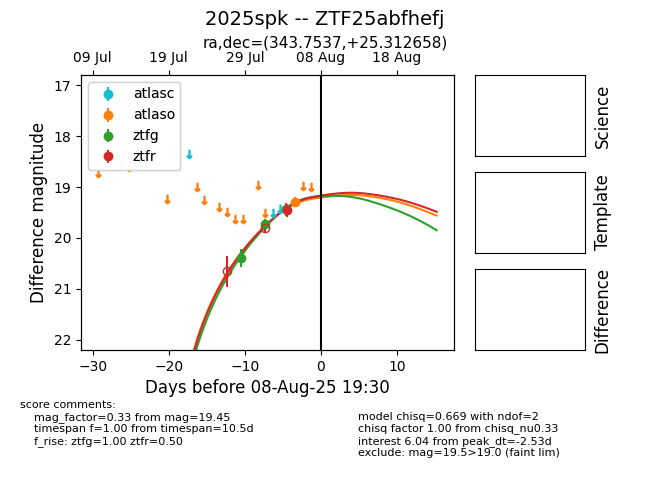 2025spk -- ZTF25abfhefj
ra,dec=(343.7537,+25.312658)
09 Jul 19 Jul 29 Jul 08 Aug 18 Aug
atlasc
atlaso
ztfg
ztfr
17
18
19
20
21
22
Difference magnitude
−30 −20 −10 0 10
Days before 08-Aug-25 19:30
Science
Template
Difference
score comments:
mag_factor=0.33 from mag=19.45
timespan f=1.00 from timespan=10.5d
f_rise: ztfg=1.00 ztfr=0.50
model chisq=0.669 with ndof=2
chisq factor 1.00 from chisq_nu0.33
interest 6.04 from peak_dt=-2.53d
exclude: mag=19.5>19.0 (faint lim)